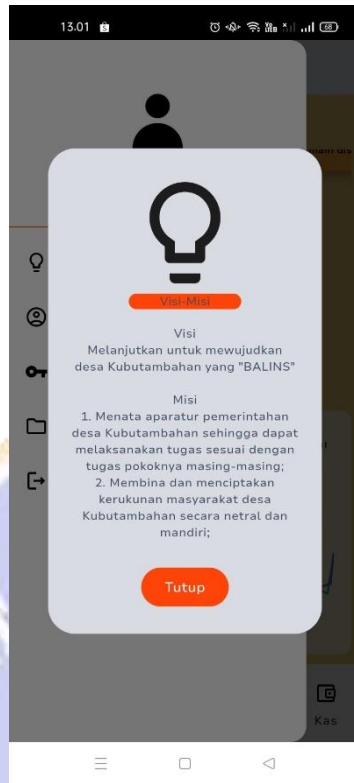 13.01
68
Visi-Misi
Visi
Melanjutkan untuk mewujudkan
desa Kubutambahan yang "BALINS"
Misi
1. Menata aparatur pemerintahan
desa Kubutambahan sehingga dapat
melaksanakan tugas sesuai dengan
tugas pokoknya masing-masing;
2. Membina dan menciptakan
kerukunan masyarakat desa
Kubutambahan secara netral dan
mandiri;
Tutup
Kas